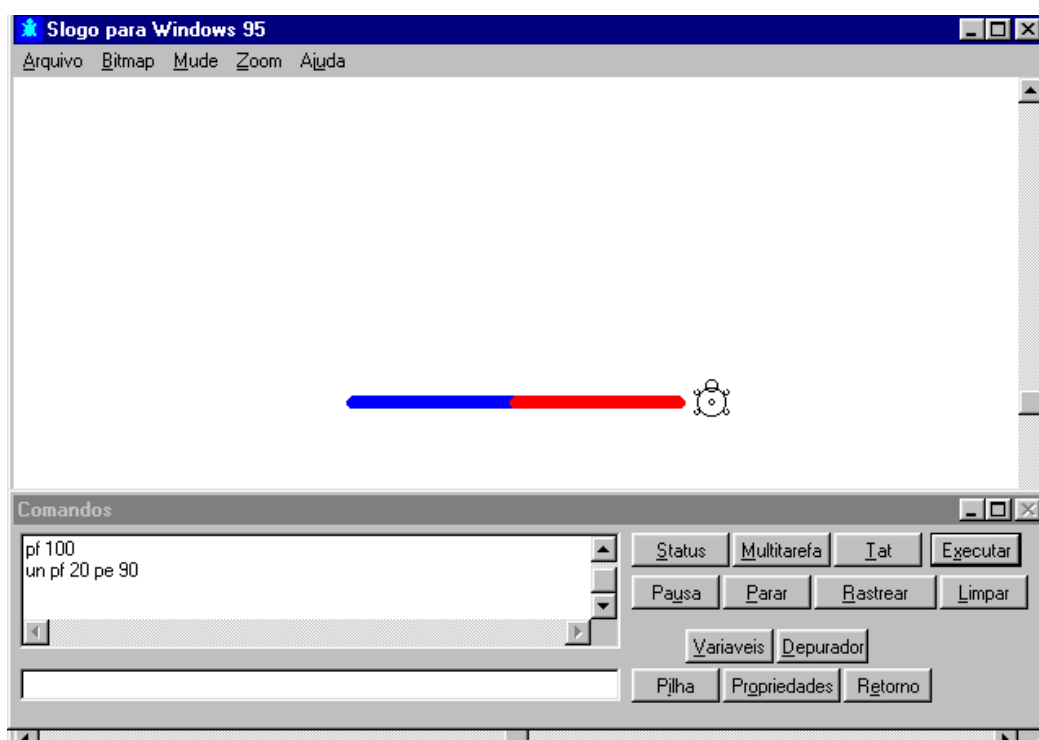 Slogo para Windows 95
Arquivo Bitmap Mude Zoom Ajuda
Comandos
pf 100
un pf 20 pe 90
Status Multitarefa Tat Executar
Pausa Parar Rastrear Limpar
Variaveis Depurador
Pilha Propriedades Retorno